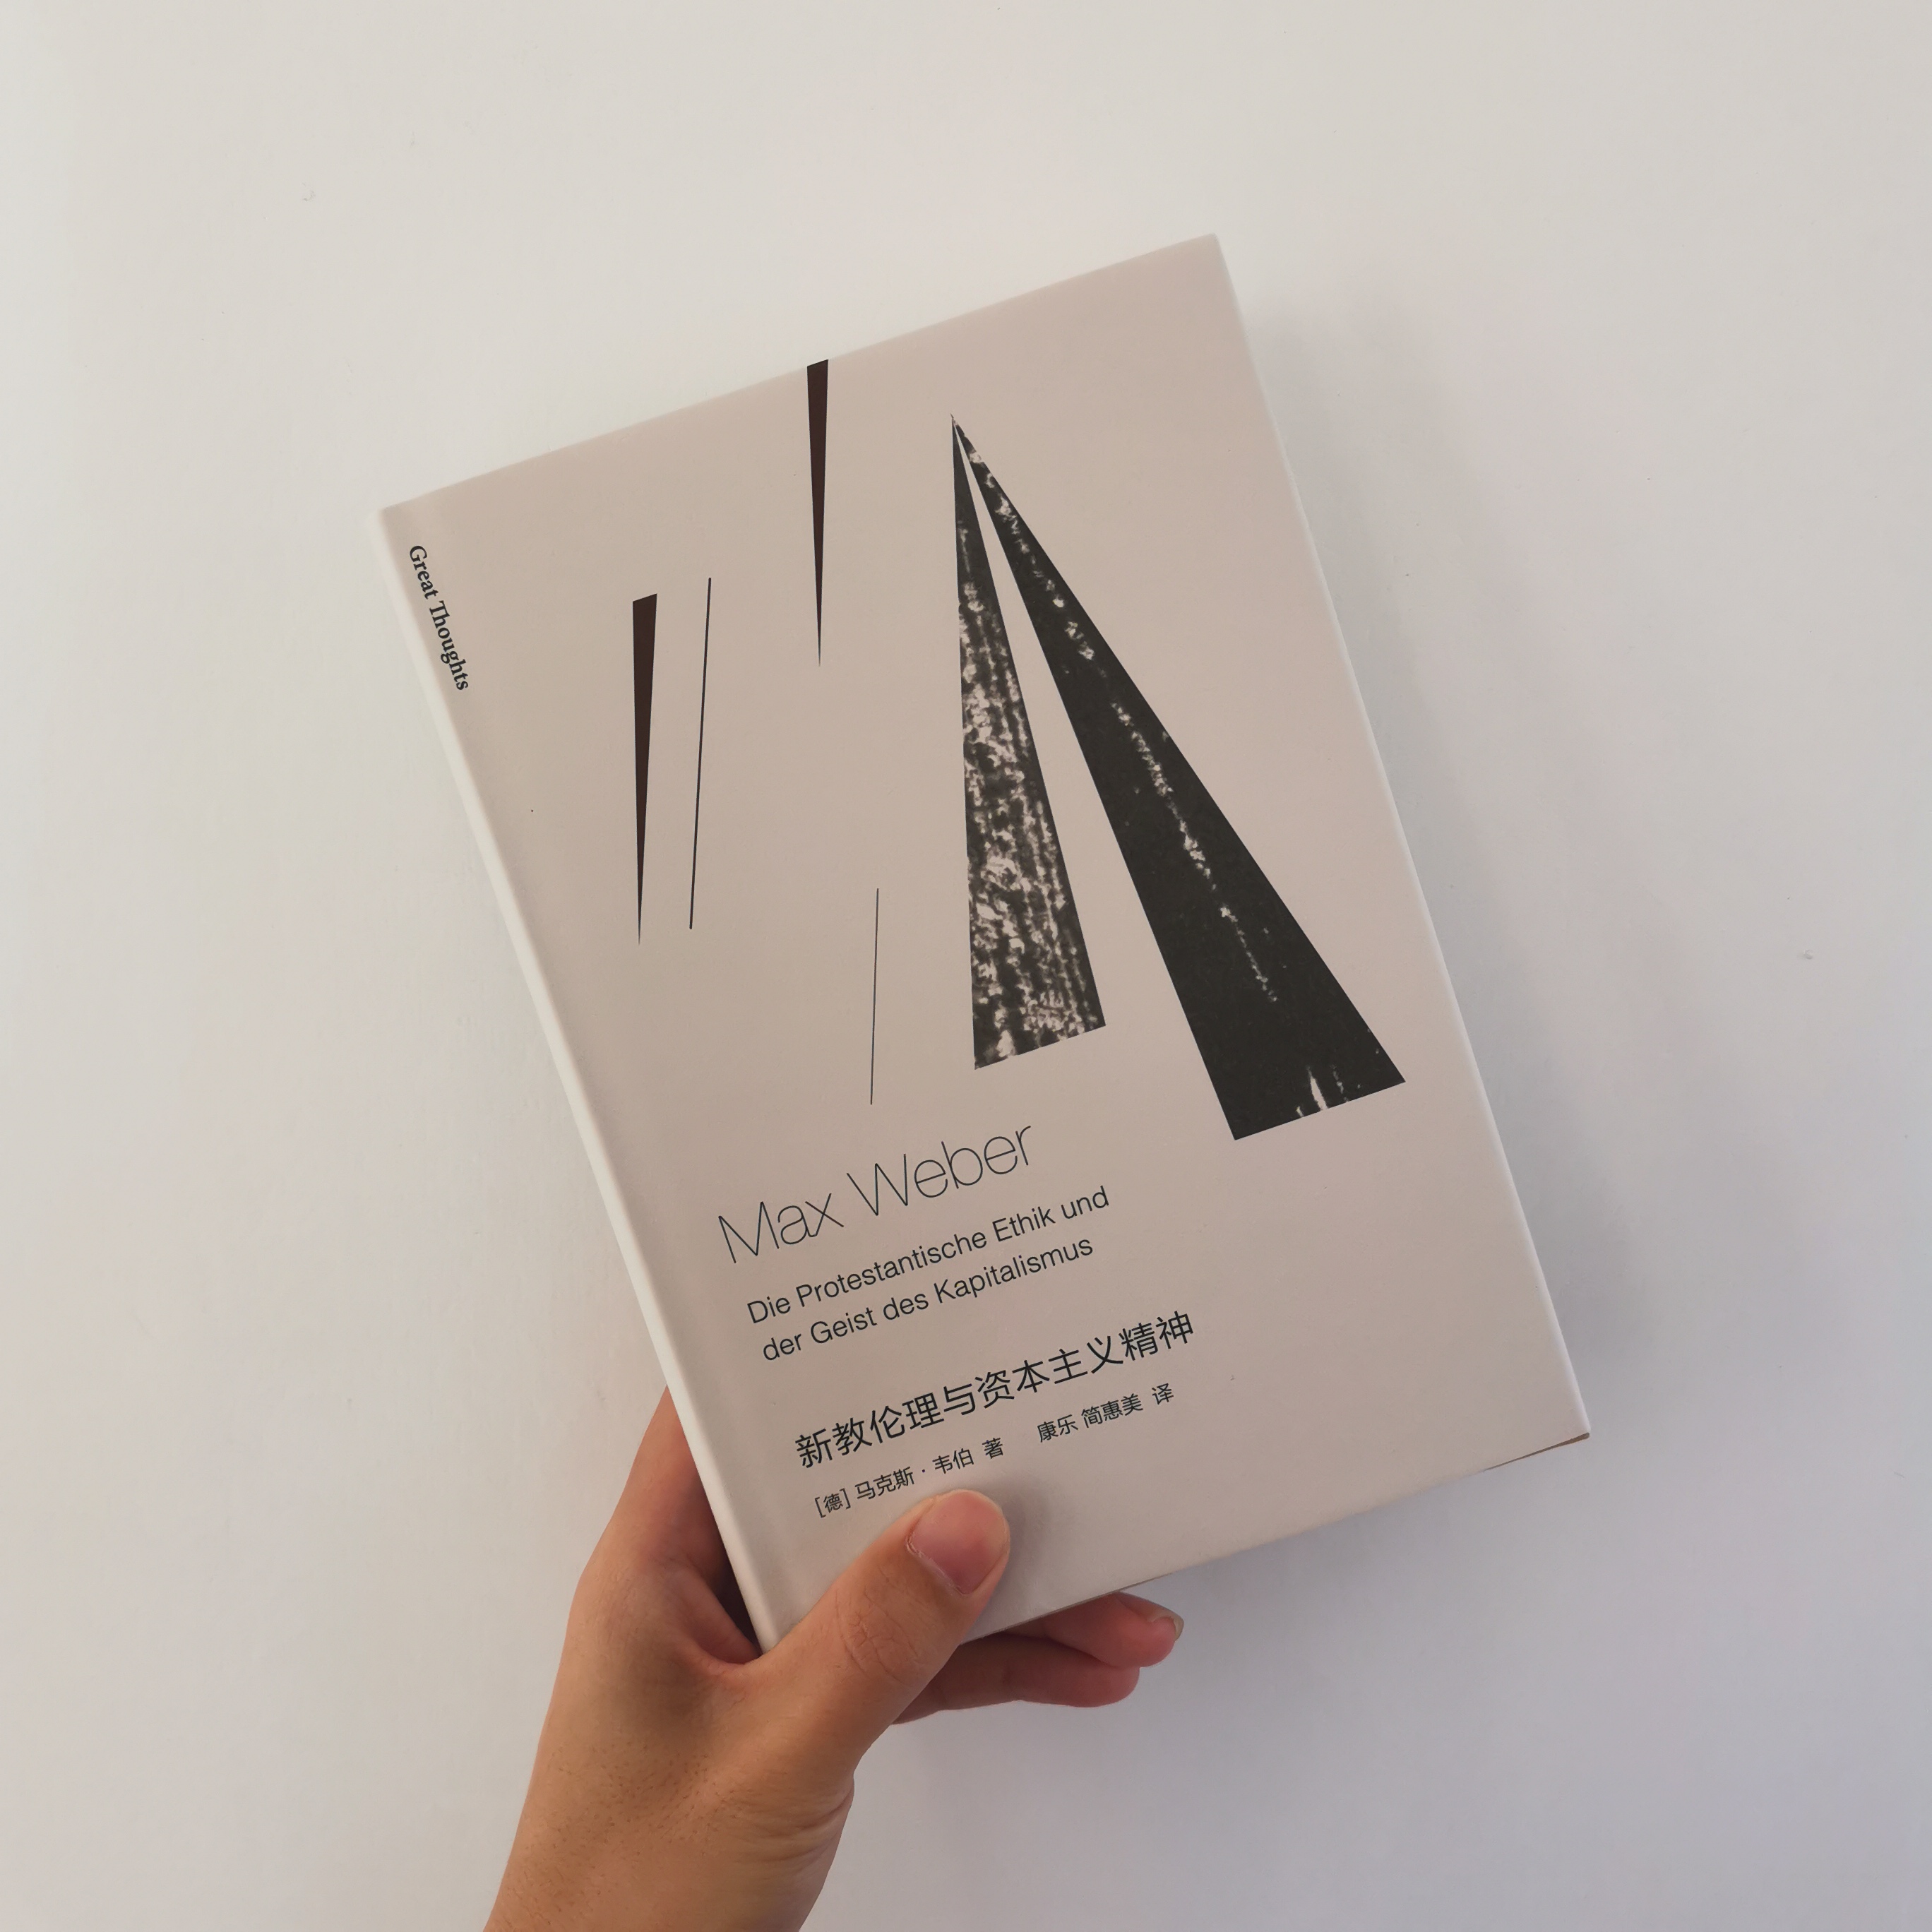 Great Thoughts
Max Weber
Die Protestantische Ethik und
der Geist des Kapitalismus
新教伦理与资本主义精神
[德] 马克斯·韦伯 著 康乐 简惠美 译